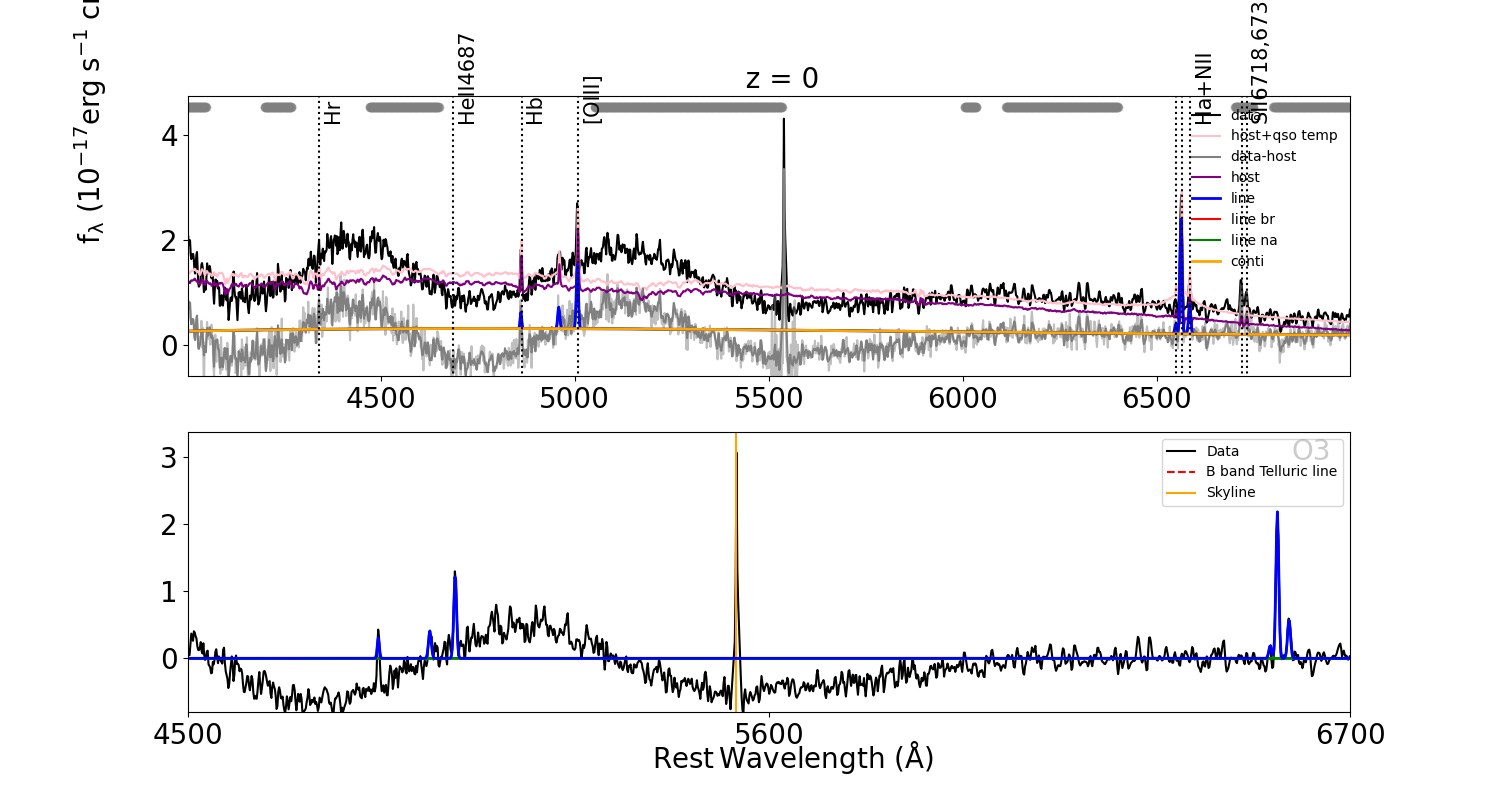 z = 0
f_λ (10^−17 erg s^−1
Hr
HeII4687
Hb
[OIII]
Ha+NII
SII6718,673
data
host+qso temp
data-host
host
line
line br
line na
conti
4
2
0
4500
5000
5500
6000
6500
O3
Data
B band Telluric line
Skyline
3
2
1
0
4500
5600
6700
Rest Wavelength (Å)